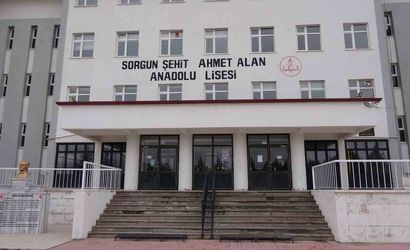 SORGUN ŞEHİT AHMET ALAN
ANADOLU LİSESİ